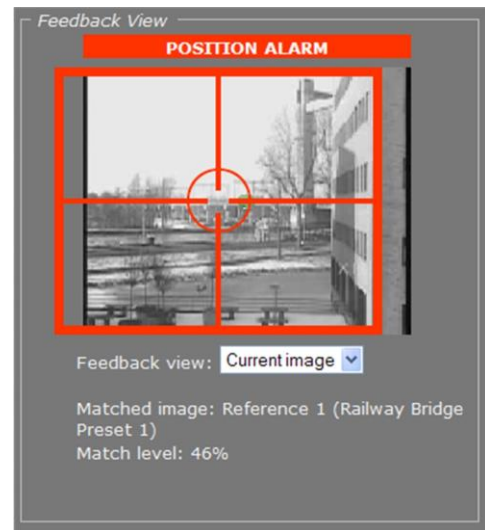 Feedback View
POSITION ALARM
Feedback view: Current image
Matched image: Reference 1 (Railway Bridge
Preset 1)
Match level: 46%